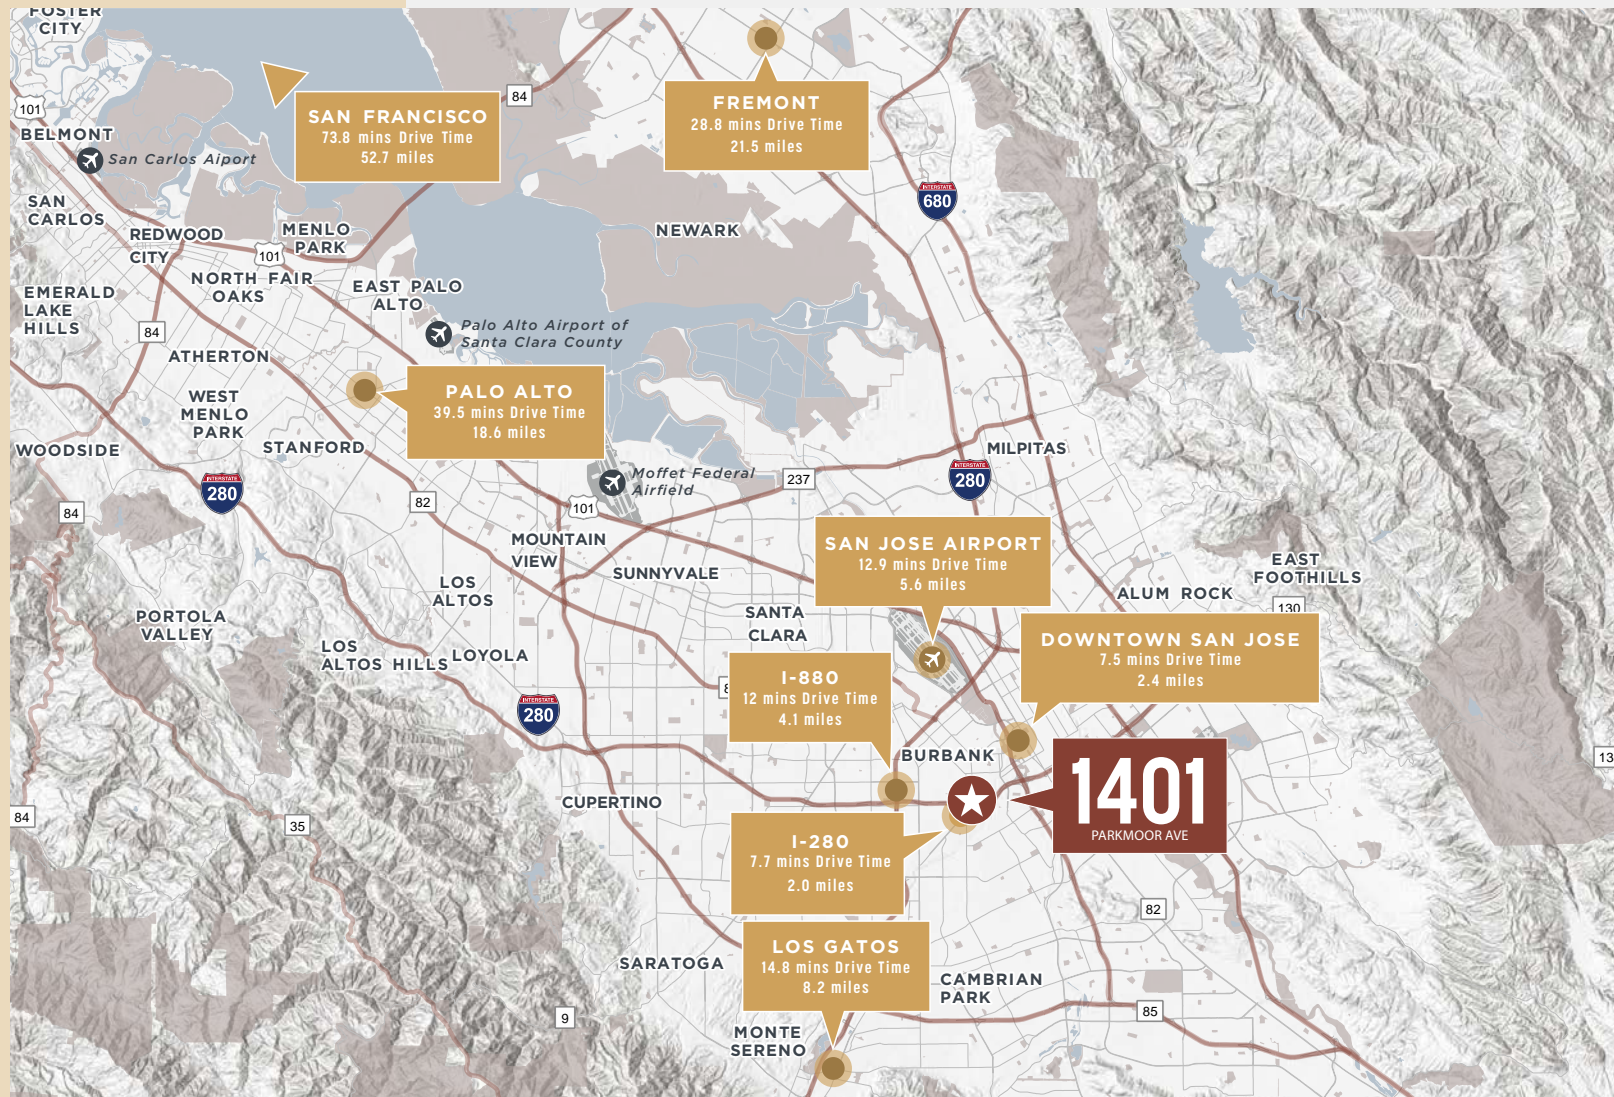 FOSTER
CITY
101
BELMONT
San Carlos Aiport
SAN
CARLOS
SAN FRANCISCO
73.8 mins Drive Time
52.7 miles
84
FREMONT
28.8 mins Drive Time
21.5 miles
INTERSTATE
680
REDWOOD
CITY
MENLO
PARK
101
NEWARK
NORTH FAIR
OAKS
EAST PALO
ALTO
EMERALD
LAKE
HILLS
84
Palo Alto Airport of
Santa Clara County
ATHERTON
WEST
MENLO
PARK
PALO ALTO
39.5 mins Drive Time
18.6 miles
WOODSIDE
STANFORD
MILPITAS
INTERSTATE
280
82
Moffet Federal
Airfield
237
INTERSTATE
280
84
101
MOUNTAIN
VIEW
SUNNYVALE
SAN JOSE AIRPORT
12.9 mins Drive Time
5.6 miles
EAST
FOOTHILLS
LOS
ALTOS
ALUM ROCK
130
PORTOLA
VALLEY
SANTA
CLARA
LOS
ALTOS HILLS
LOYOLA
DOWNTOWN SAN JOSE
7.5 mins Drive Time
2.4 miles
I-880
12 mins Drive Time
4.1 miles
INTERSTATE
280
BURBANK
13
1401
PARKMOOR AVE
CUPERTINO
84
35
I-280
7.7 mins Drive Time
2.0 miles
82
LOS GATOS
14.8 mins Drive Time
8.2 miles
SARATOGA
CAMBRIAN
PARK
9
85
MONTE
SERENO